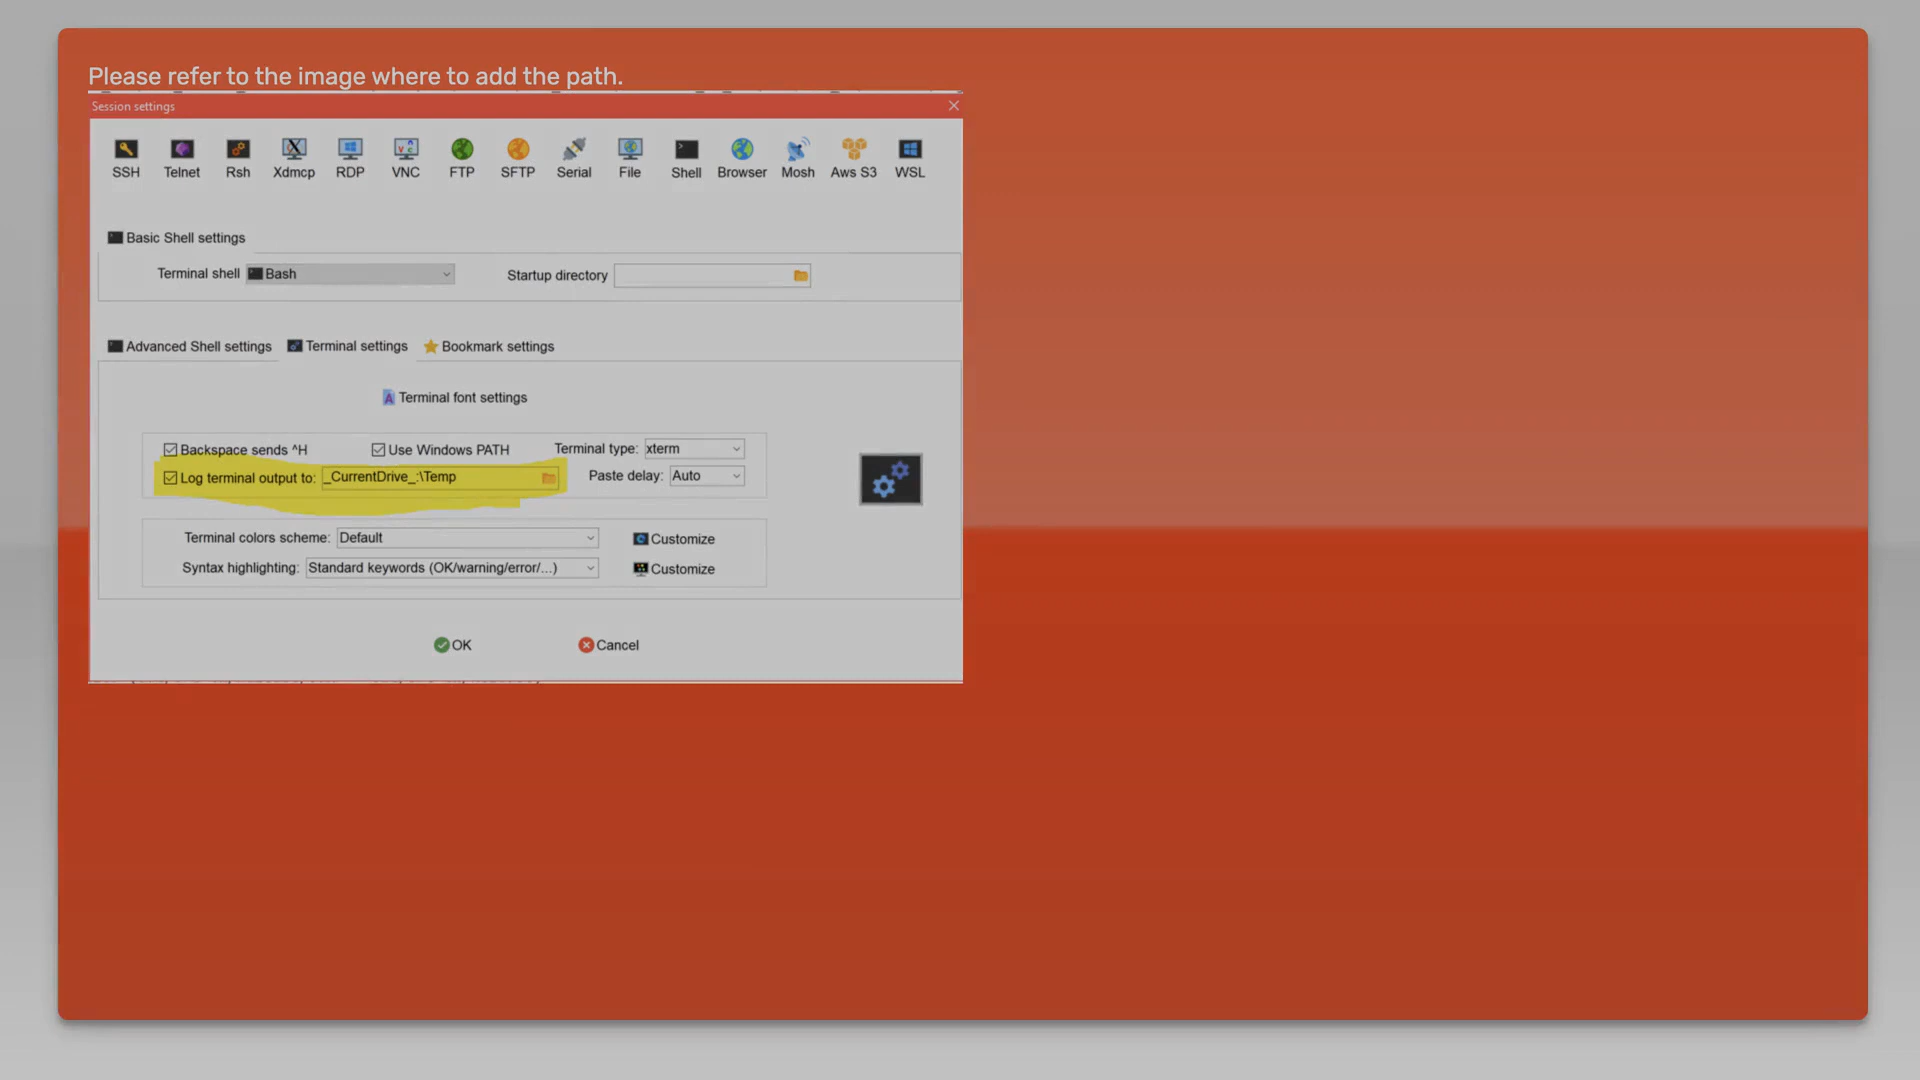 Please refer to the image where to add the path.
Session settings
SSH Telnet Rsh Xdmcp RDP VNC FTP SFTP Serial File Shell Browser Mosh Aws S3 WSL
Basic Shell settings
Terminal shell Bash Startup directory
Advanced Shell settings Terminal settings Bookmark settings
Terminal font settings
Backspace sends ^H Use Windows PATH Terminal type: xterm
Log terminal output to: _CurrentDrive_:\Temp Paste delay: Auto
Terminal colors scheme: Default Customize
Syntax highlighting: Standard keywords (OK/warning/error/...) Customize
OK Cancel